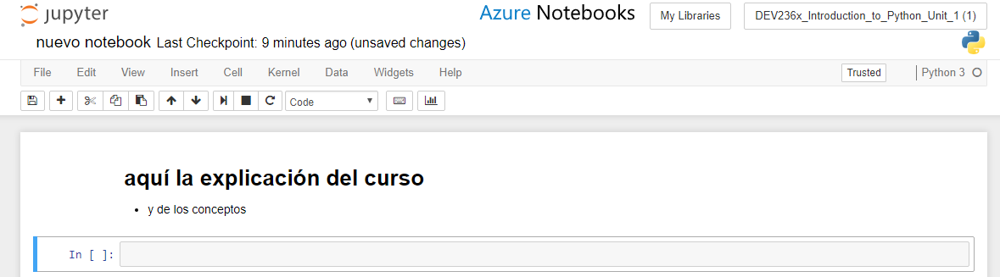 jupyter
Azure Notebooks
My Libraries
DEV236x_Introduction_to_Python_Unit_1 (1)
nuevo notebook Last Checkpoint: 9 minutes ago (unsaved changes)
File Edit View Insert Cell Kernel Data Widgets Help
Trusted
Python 3
Code
aquí la explicación del curso
• y de los conceptos
In [ ]: